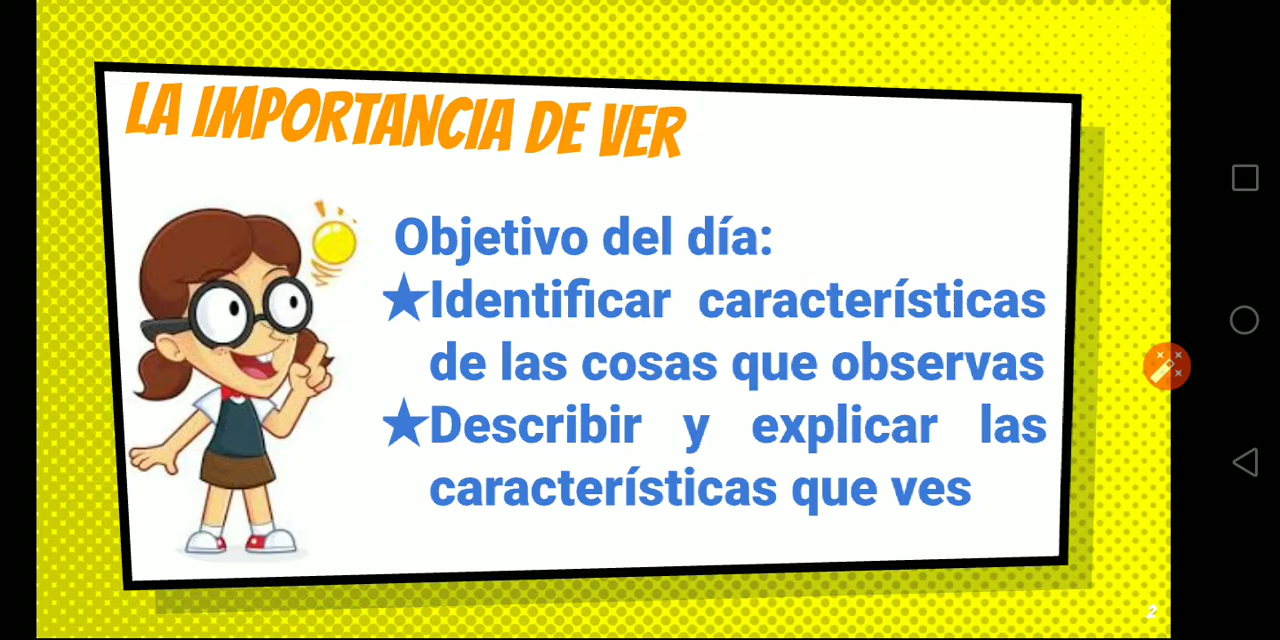 LA IMPORTANCIA DE VER
Objetivo del día:
★Identificar características
de las cosas que observas
★Describir y explicar las
características que ves
2